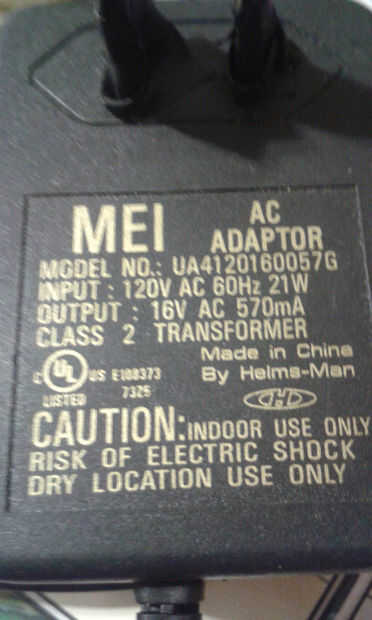 MEI
AC
ADAPTOR
MODEL NO.: UA4120160057G
INPUT : 120V AC 60Hz 21W
OUTPUT : 16V AC 570mA
CLASS 2 TRANSFORMER
Made in China
By Helms-Man
C UL US E188373
LISTED 7325
CAUTION: INDOOR USE ONLY
RISK OF ELECTRIC SHOCK
DRY LOCATION USE ONLY